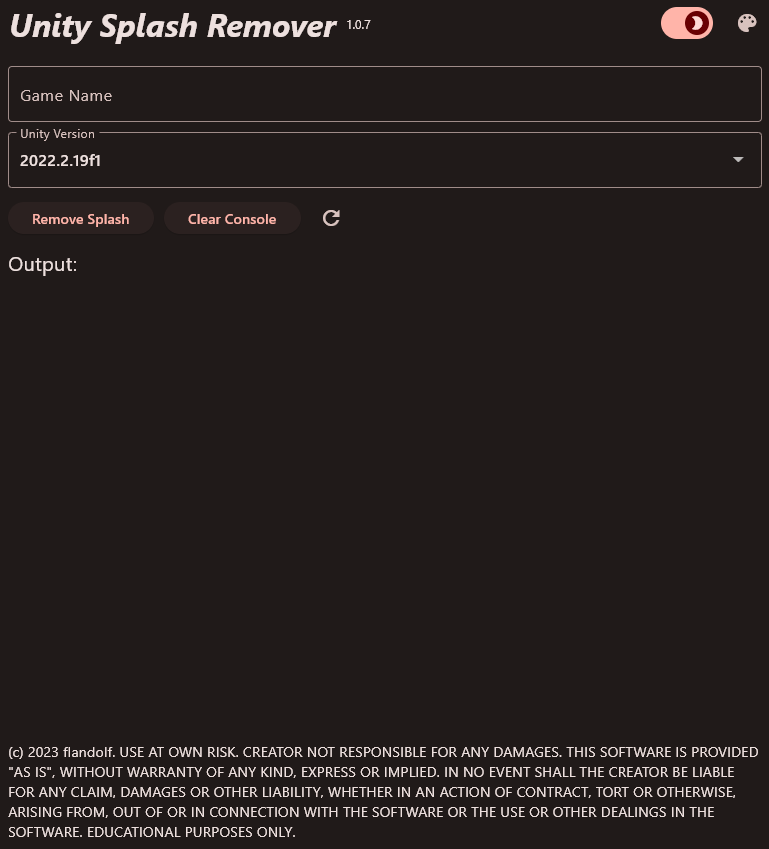 Unity Splash Remover 1.0.7
Game Name
Unity Version
2022.2.19f1
Remove Splash Clear Console
Output:
(c) 2023 flandolf. USE AT OWN RISK. CREATOR NOT RESPONSIBLE FOR ANY DAMAGES. THIS SOFTWARE IS PROVIDED
"AS IS", WITHOUT WARRANTY OF ANY KIND, EXPRESS OR IMPLIED. IN NO EVENT SHALL THE CREATOR BE LIABLE
FOR ANY CLAIM, DAMAGES OR OTHER LIABILITY, WHETHER IN AN ACTION OF CONTRACT, TORT OR OTHERWISE,
ARISING FROM, OUT OF OR IN CONNECTION WITH THE SOFTWARE OR THE USE OR OTHER DEALINGS IN THE
SOFTWARE. EDUCATIONAL PURPOSES ONLY.